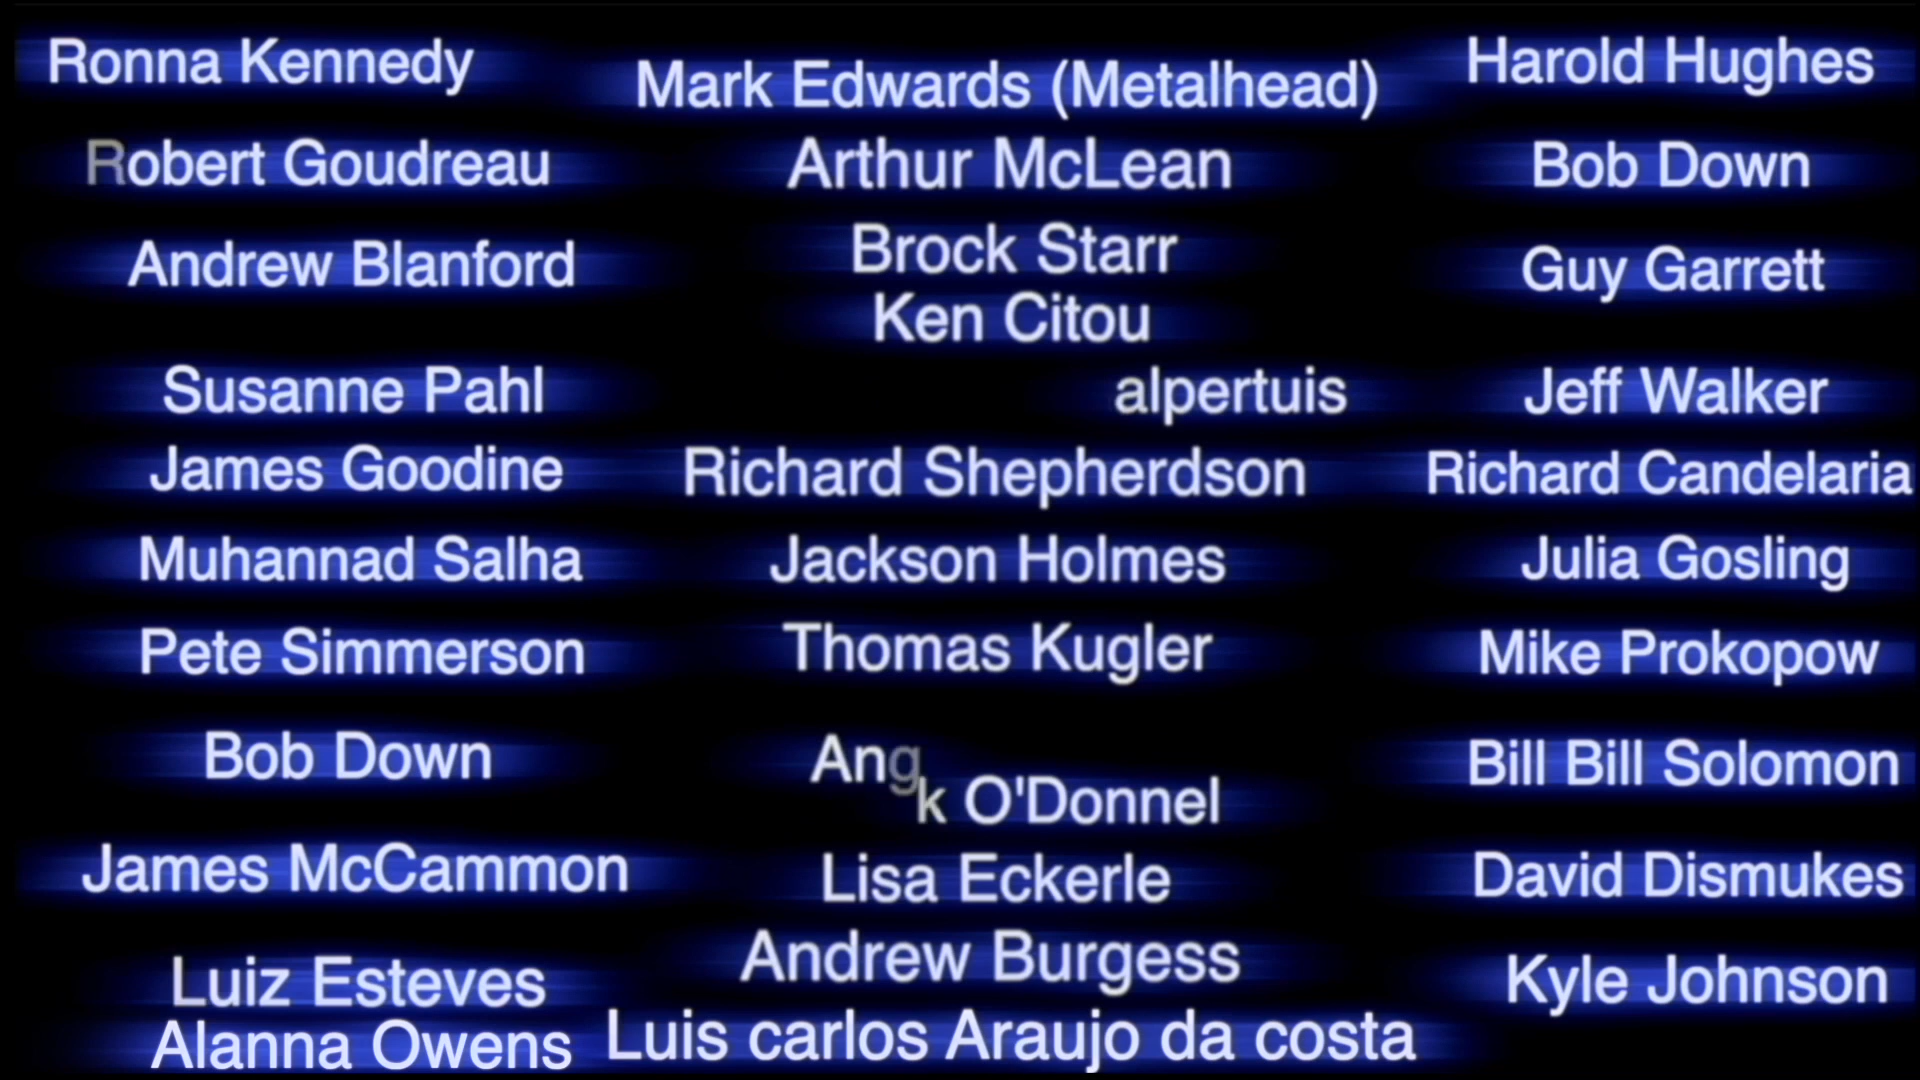 Ronna Kennedy
Robert Goudreau
Andrew Blanford
Susanne Pahl
James Goodine
Muhannad Salha
Pete Simmerson
Bob Down
James McCammon
Luiz Esteves
Alanna Owens
Mark Edwards (Metalhead)
Arthur McLean
Brock Starr
Ken Citou
alpertuis
Richard Shepherdson
Jackson Holmes
Thomas Kugler
Ang
k O'Donnel
Lisa Eckerle
Andrew Burgess
Luis carlos Araujo da costa
Harold Hughes
Bob Down
Guy Garrett
Jeff Walker
Richard Candelaria
Julia Gosling
Mike Prokopow
Bill Bill Solomon
David Dismukes
Kyle Johnson